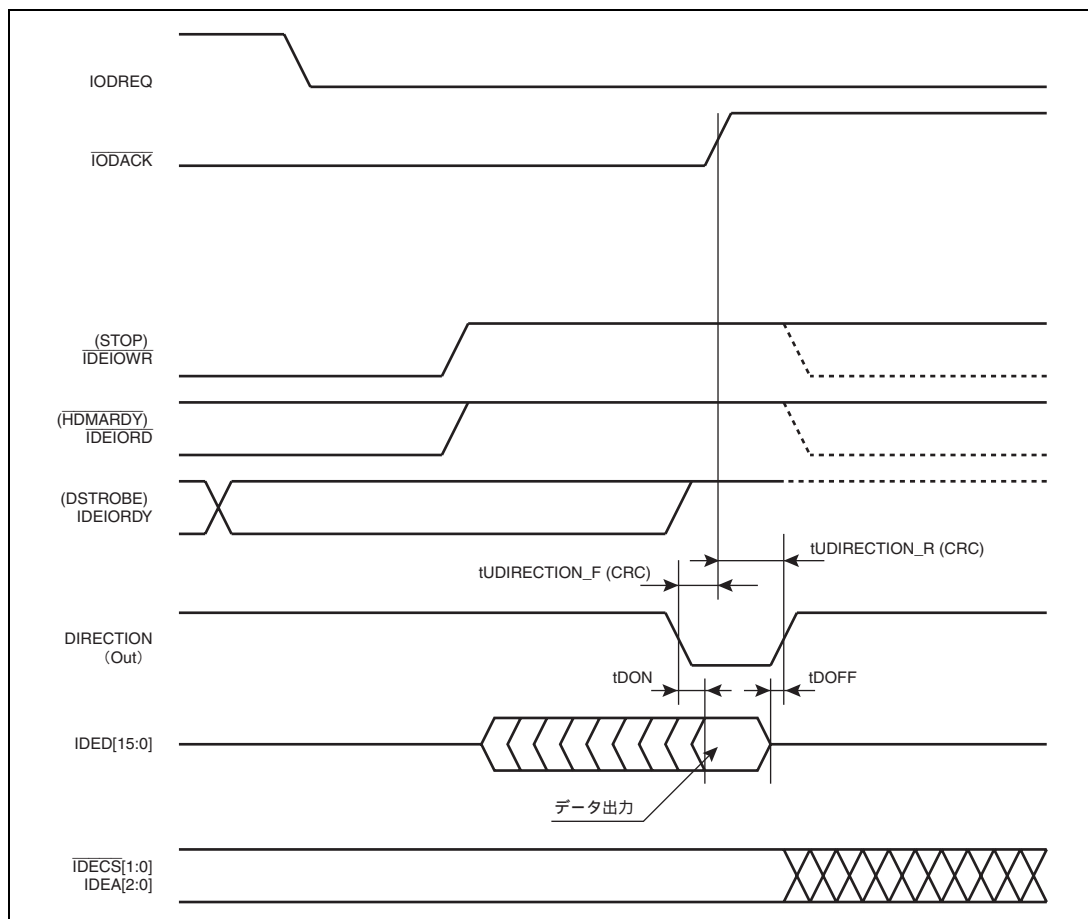 IODREQ
IODACK
(STOP)
IDEIOWR
(HDMARDY)
IDEIORD
(DSTROBE)
IDEIORDY
tUDIRECTION_R (CRC)
tUDIRECTION_F (CRC)
DIRECTION
（Out）
tDON
tDOFF
IDED[15:0]
データ出力
IDECS[1:0]
IDEA[2:0]